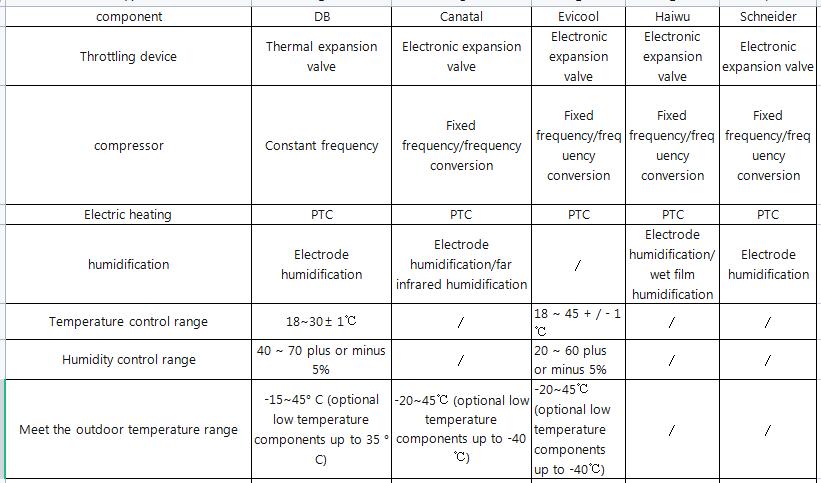 component DB Canatal Evicool Haiwu Schneider
Throttling device
Thermal expansion
valve
Electronic expansion
valve
Electronic
expansion
valve
Electronic
expansion
valve
Electronic
expansion valve
compressor
Constant frequency
Fixed
frequency/frequency
conversion
Fixed
frequency/freq
uency
conversion
Fixed
frequency/freq
uency
conversion
Fixed
frequency/freq
uency
conversion
Electric heating PTC PTC PTC PTC PTC
humidification
Electrode
humidification
Electrode
humidification/far
infrared humidification
/
Electrode
humidification/
wet film
humidification
Electrode
humidification
Temperature control range
18~30± 1℃
/
18 ~ 45 + / - 1
℃
/
/
Humidity control range
40 ~ 70 plus or minus
5%
/
20 ~ 60 plus
or minus 5%
/
/
Meet the outdoor temperature range
-15~45° C (optional
low temperature
components up to 35 °
C)
-20~45℃ (optional low
temperature
components up to -40
℃)
-20~45℃
(optional low
temperature
components
up to -40℃)
/
/